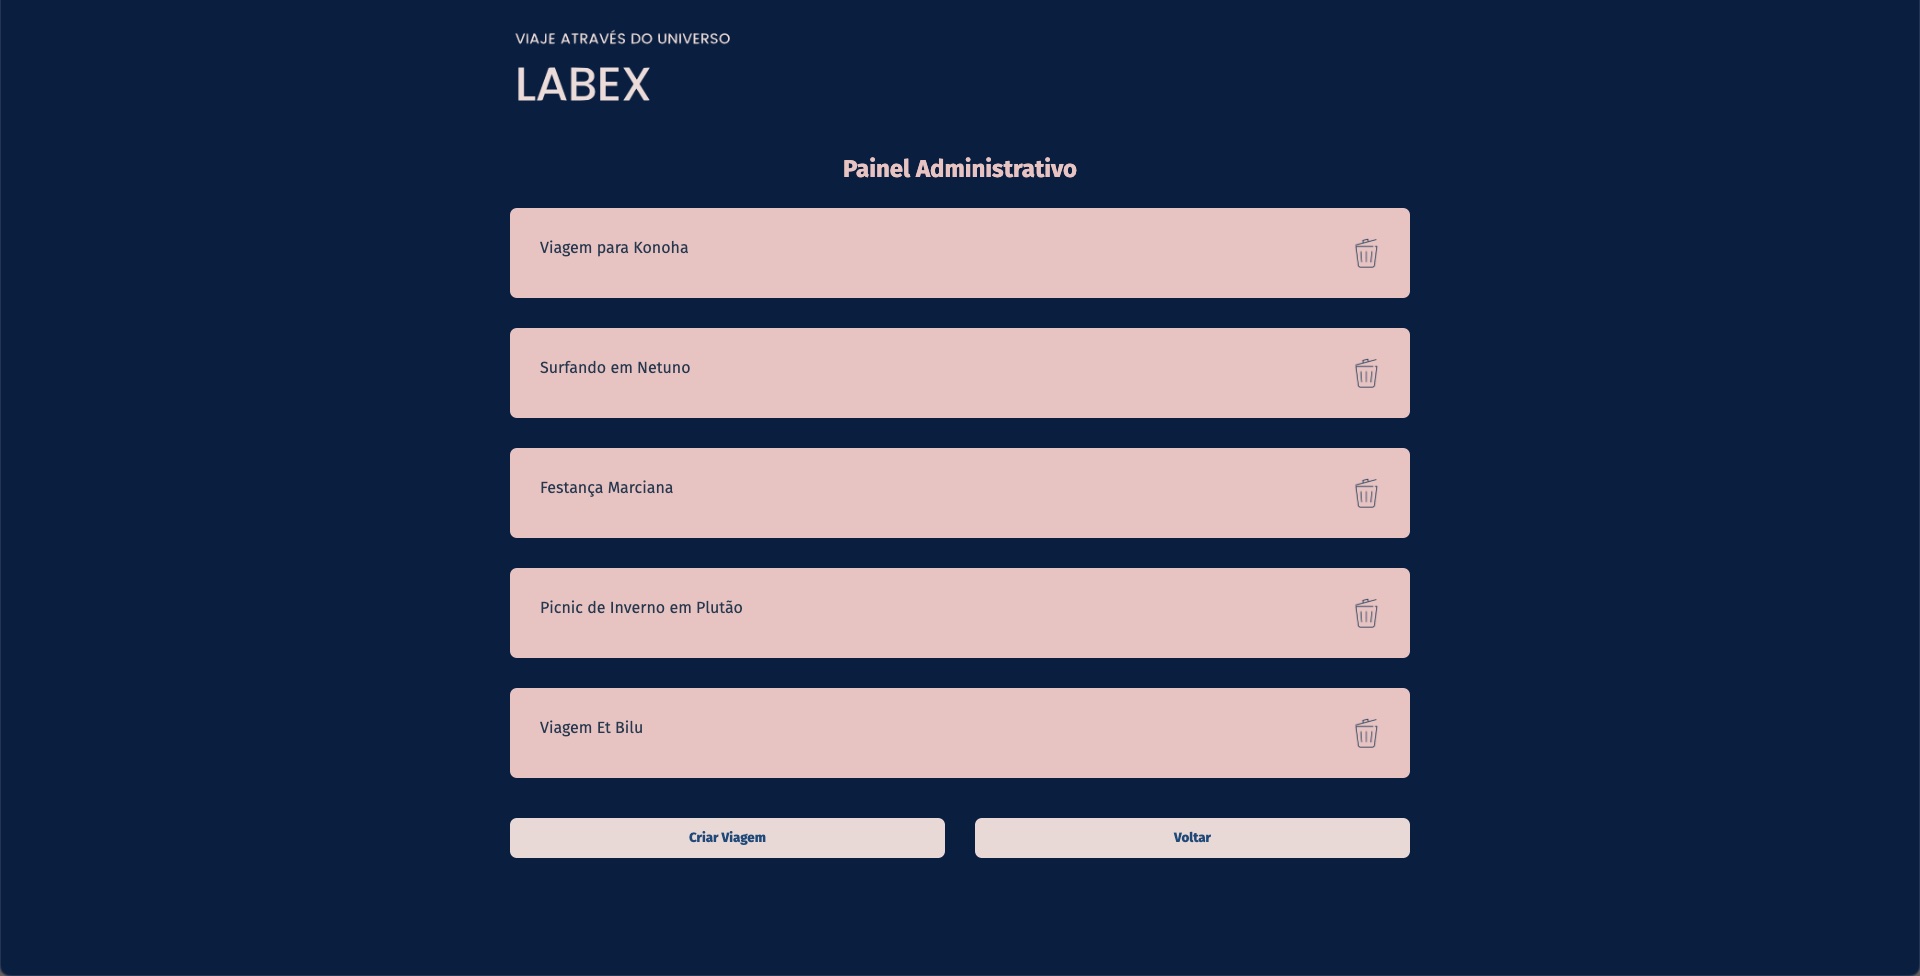 VIAJE ATRAVÉS DO UNIVERSO
LABEX
Painel Administrativo
Viagem para Konoha
Surfando em Netuno
Festança Marciana
Picnic de Inverno em Plutão
Viagem Et Bilu
Criar Viagem
Voltar